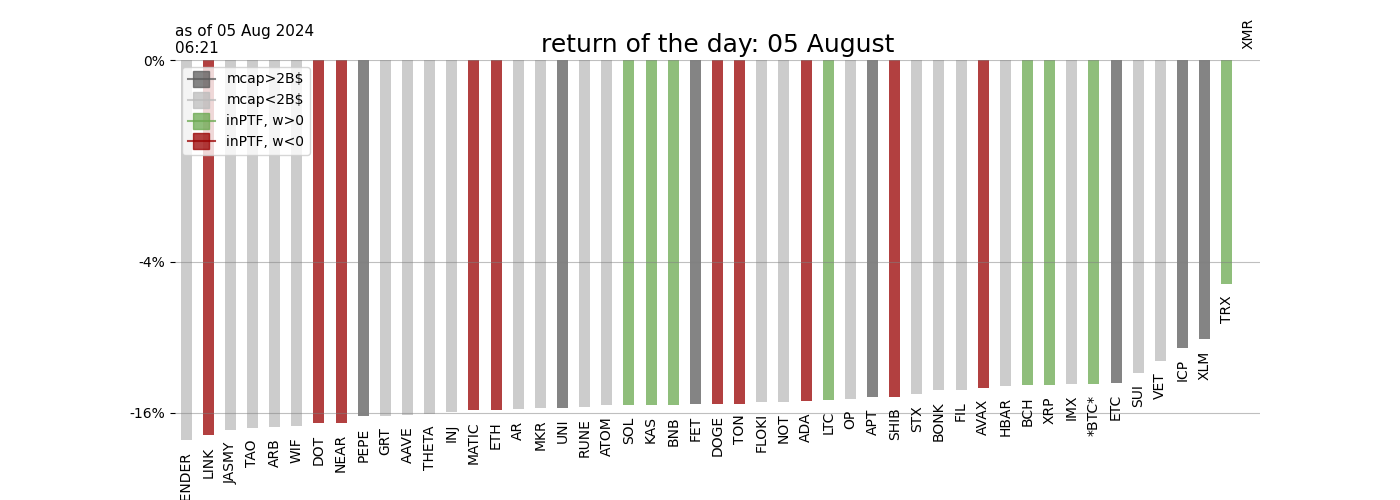 as of 05 Aug 2024
06:21
return of the day: 05 August
XMR
0%
-4%
-16%
mcap>2B$
mcap<2B$
inPTF, w>0
inPTF, w<0
ENDER
LINK
JASMY
TAO
ARB
WIF
DOT
NEAR
PEPE
GRT
AAVE
THETA
INJ
MATIC
ETH
AR
MKR
UNI
RUNE
ATOM
SOL
KAS
BNB
FET
DOGE
TON
FLOKI
NOT
ADA
LTC
OP
APT
SHIB
STX
BONK
FIL
AVAX
HBAR
BCH
XRP
IMX
*BTC*
ETC
SUI
VET
ICP
XLM
TRX